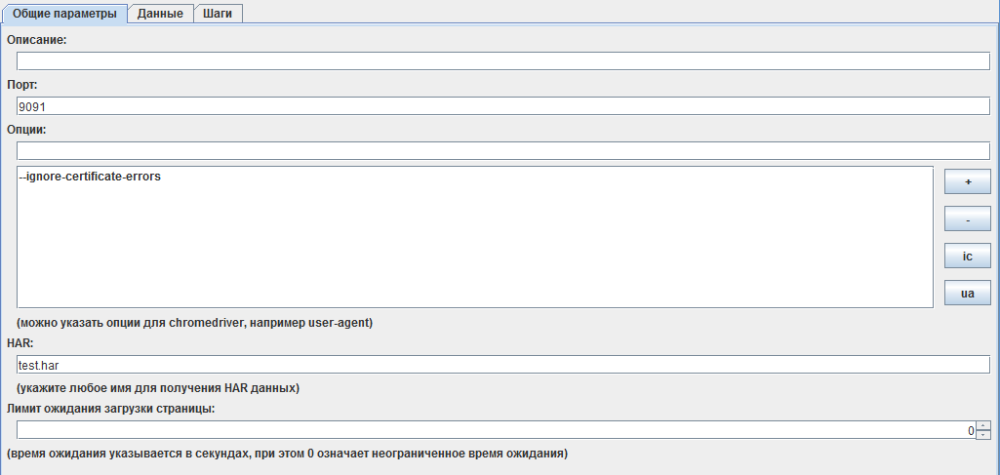 Общие параметры Данные Шаги
Описание:
Порт:
9091
Опции:
--ignore-certificate-errors
+
-
ic
ua
(можно указать опции для chromedriver, например user-agent)
HAR:
test.har
(укажите любое имя для получения HAR данных)
Лимит ожидания загрузки страницы:
0
(время ожидания указывается в секундах, при этом 0 означает неограниченное время ожидания)